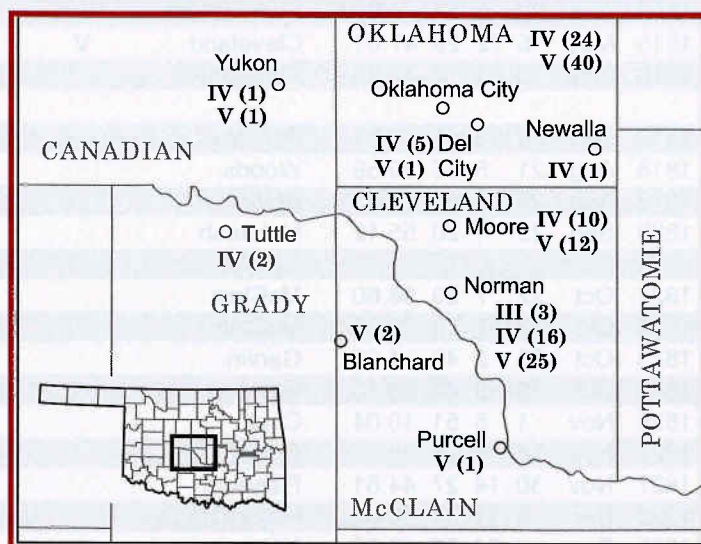 OKLAHOMA
IV (24)
V (40)
Yukon
IV (1)
V (1)
Oklahoma City
IV (5) Del
V (1) City
Newalla
IV (1)
CANADIAN
CLEVELAND
Moore
IV (10)
V (12)
Tuttle
IV (2)
Norman
III (3)
IV (16)
V (25)
GRADY
V (2)
Blanchard
POTTAWATOMIE
Purcell
V (1)
McCLAIN